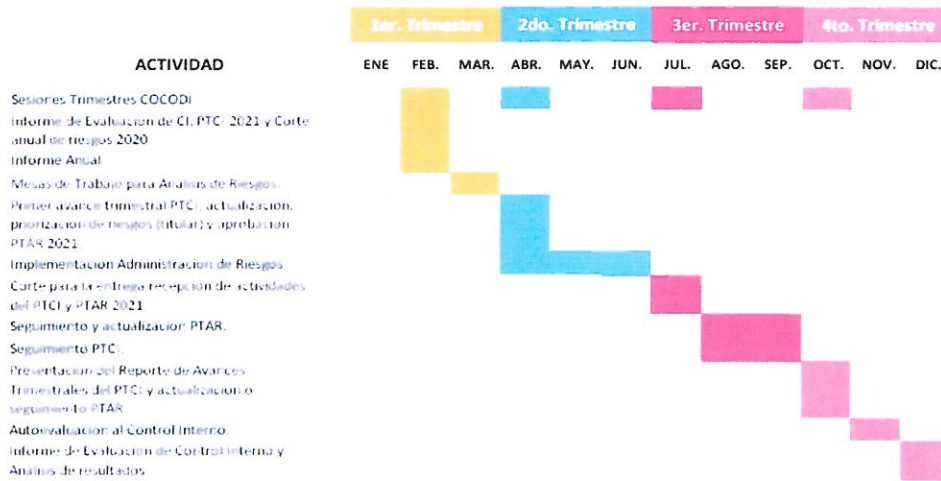 1er. Trimestre 2do. Trimestre 3er. Trimestre 4to. Trimestre
ACTIVIDAD ENE FEB. MAR. ABR. MAY. JUN. JUL. AGO. SEP. OCT. NOV. DIC.
Sesiones Trimestres COCODI
Informe de Evaluación de CI, PTCI 2021 y Corte
anual de riesgos 2020
Informe Anual
Mesas de Trabajo para Analisis de Riesgos.
Primer avance trimestral PTCI, actualización,
priorización de riesgos (titular) y aprobación
PTAR 2021
Implementación Administración de Riesgos
Corte para la entrega recepción de actividades
del PTCI y PTAR 2021
Seguimiento y actualización PTAR.
Seguimiento PTCI.
Presentación del Reporte de Avances
Trimestrales del PTCI y actualización o
seguimiento PTAR
Autoevaluación al Control Interno.
Informe de Evaluación de Control Interno y
Analisis de resultados